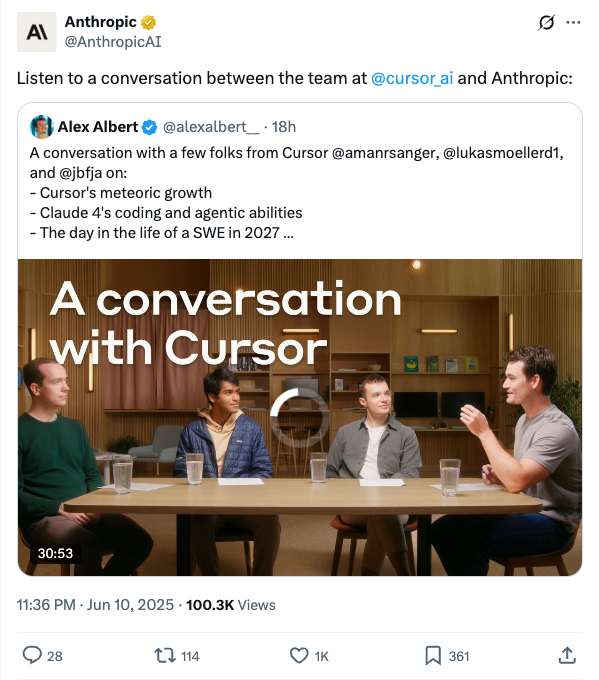 Anthropic
@AnthropicAI
Listen to a conversation between the team at @cursor_ai and Anthropic:
Alex Albert @alexalbert__ · 18h
A conversation with a few folks from Cursor @amanrsanger, @lukasmoellerd1,
and @jbfja on:
- Cursor's meteoric growth
- Claude 4's coding and agentic abilities
- The day in the life of a SWE in 2027 ...
A conversation
with Cursor
30:53
11:36 PM · Jun 10, 2025 · 100.3K Views
28 114 1K 361